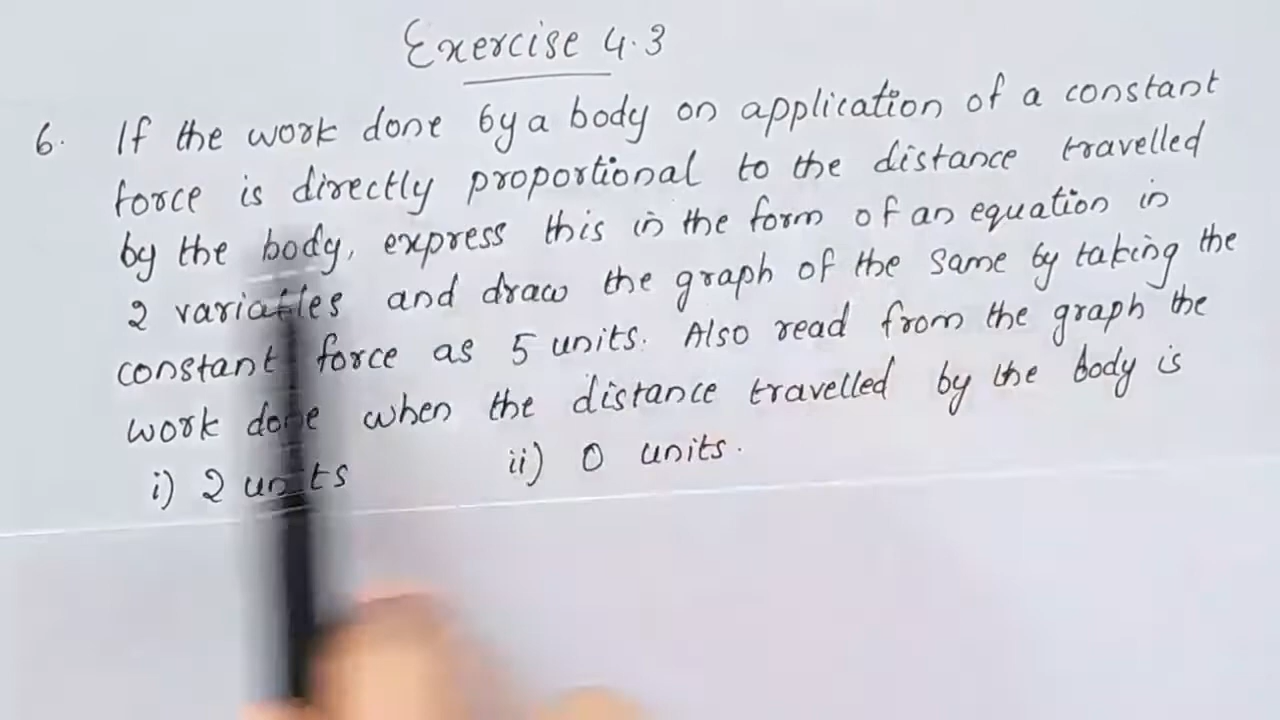 Exercise 4.3
6. If the work done by a body on application of a constant
force is directly proportional to the distance travelled
by the body, express this in the form of an equation in
2 variables and draw the graph of the same by taking the
constant force as 5 units. Also read from the graph the
work done when the distance travelled by the body is
i) 2 units ii) 0 units.